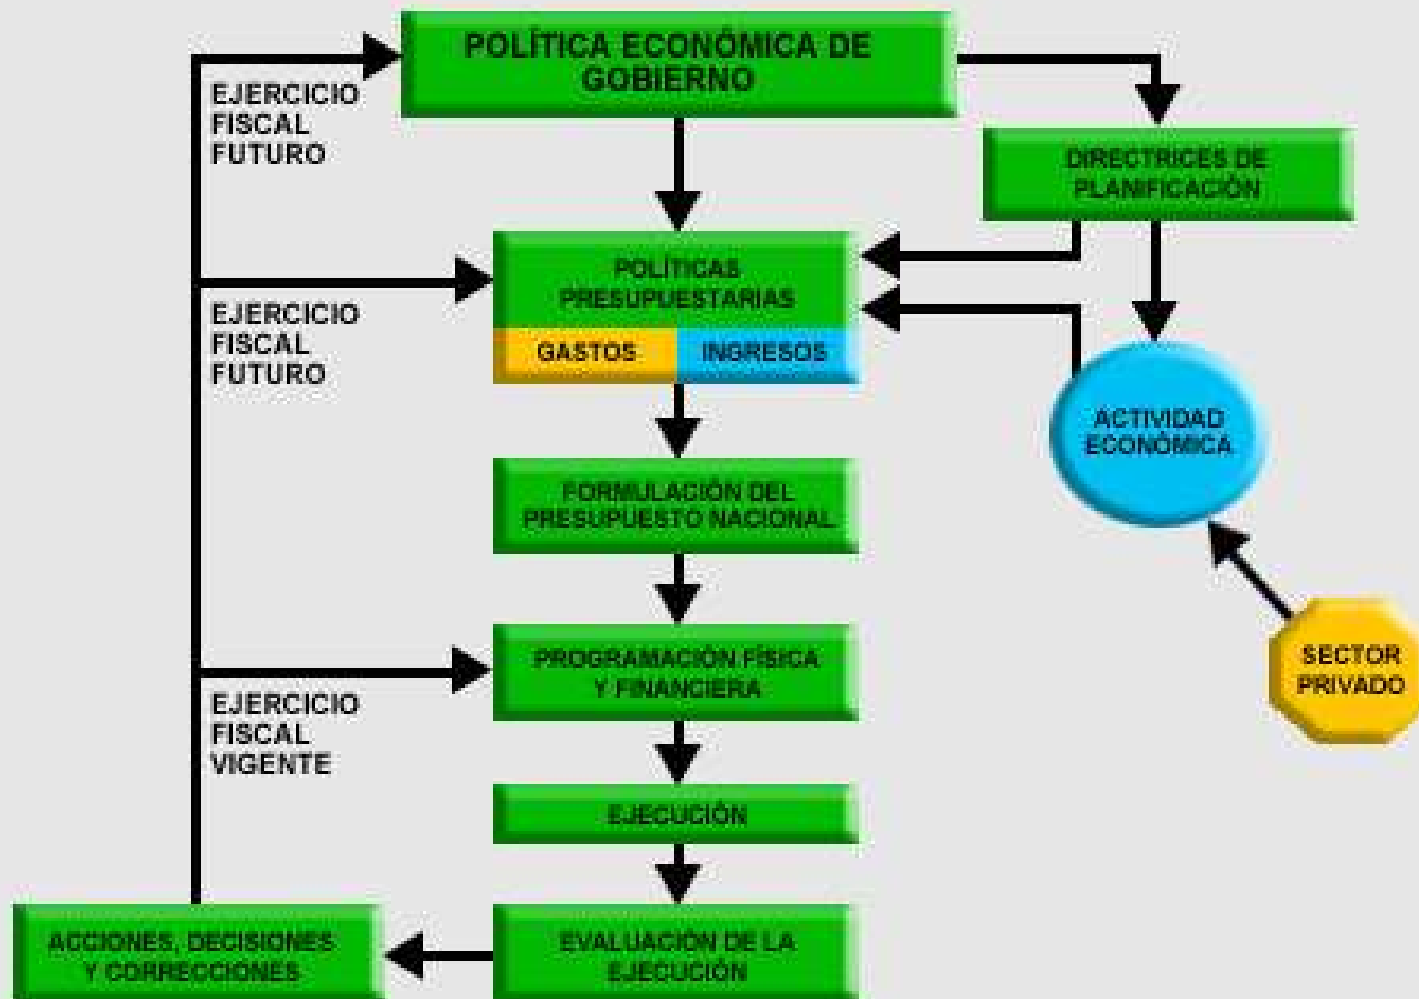 POLÍTICA ECONÓMICA DE
GOBIERNO
EJERCICIO
FISCAL
FUTURO
DIRECTRICES DE
PLANIFICACIÓN
POLÍTICAS
PRESUPUESTARIAS
GASTOS
INGRESOS
EJERCICIO
FISCAL
FUTURO
ACTIVIDAD
ECONÓMICA
FORMULACIÓN DEL
PRESUPUESTO NACIONAL
PROGRAMACIÓN FÍSICA
Y FINANCIERA
SECTOR
PRIVADO
EJERCICIO
FISCAL
VIGENTE
EJECUCIÓN
ACCIONES, DECISIONES
Y CORRECCIONES
EVALUACIÓN DE LA
EJECUCIÓN